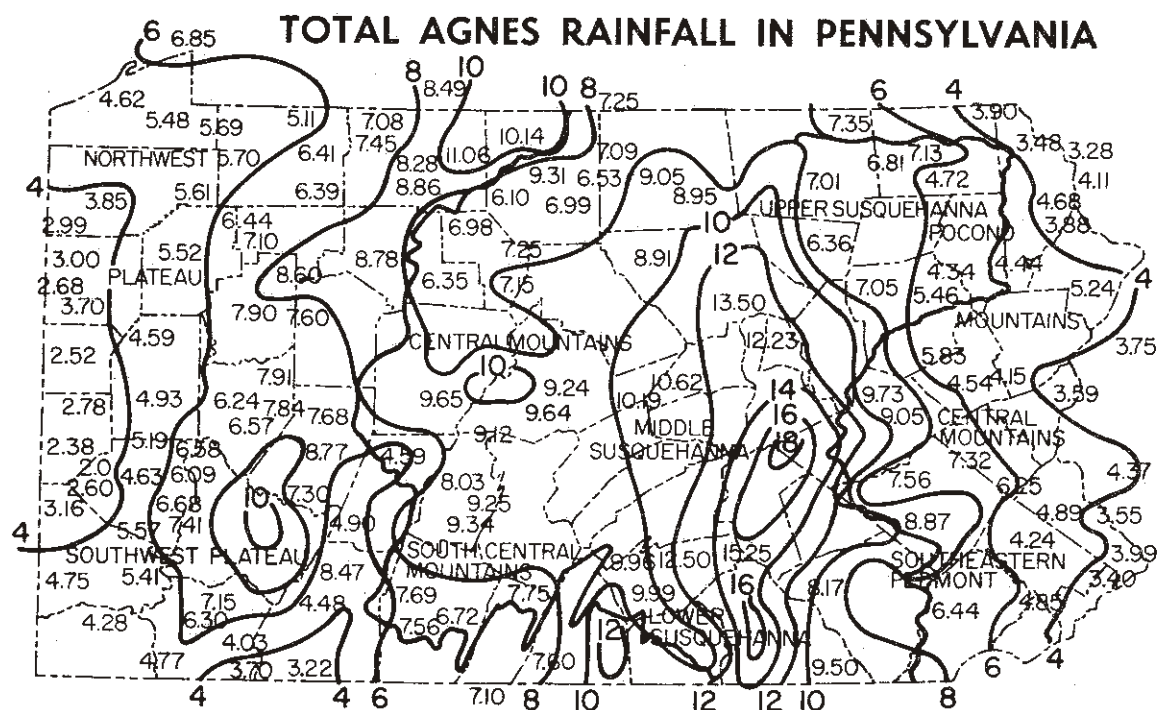 TOTAL AGNES RAINFALL IN PENNSYLVANIA
6 6.85
8 8.49 10 10 8 7.25 6 4
4.62 5.48 5.69 5.11 7.08 7.35 3.90
7.45 10.14 7.09 3.48
NORTHWEST 5.70 6.41 8.28 11.06 6.81 7.13 3.28
4 3.85 5.61 6.39 8.86 6.10 9.31 6.53 9.05 7.01 4.72 4.11
6.99 8.95 4.68
2.99 6.44 6.98 10 UPPER SUSQUEHANNA 3.88
7.10 7.25 POCONO
3.00 5.52 8.78 12 6.36
PLATEAU 8.60 6.35 7.15 8.91 4.34 4.44 4
2.68 7.05 5.46 5.24
3.70 7.90 7.60 13.50 MOUNTAINS
4.59 CENTRAL MOUNTAINS 12.23 3.75
2.52 10 5.83
7.91 9.65 9.24 10.62 4.54 4.15 3.59
2.78 4.93 6.24 7.84 7.68 9.64 10.19 14 9.73 9.05 CENTRAL
6.57 9.12 MIDDLE 16 MOUNTAINS
2.38 5.19 6.58 8.77 4.59 SUSQUEHANNA 18 7.32
2.0 4.63 6.09 8.03 7.56 6.25 4.37
2.60 6.68 10 7.30 9.25
3.16 7.41 4.90 9.34 8.87 4.89 3.55
4 5.57 4.24
SOUTHWEST PLATEAU SOUTH CENTRAL 9.96 12.50 15.25 SOUTHEASTERN 3.99
4.75 5.41 8.47 MOUNTAINS 16 8.17 PIEDMONT 3.40
7.15 4.48 7.69 7.75 9.99 LOWER 6.44 4.85
4.28 6.30 7.56 6.72 12 SUSQUEHANNA
4.03
4.77 3.70 3.22 7.60 9.50 6 4
4 4 6 7.10 8 10 12 12 10 8